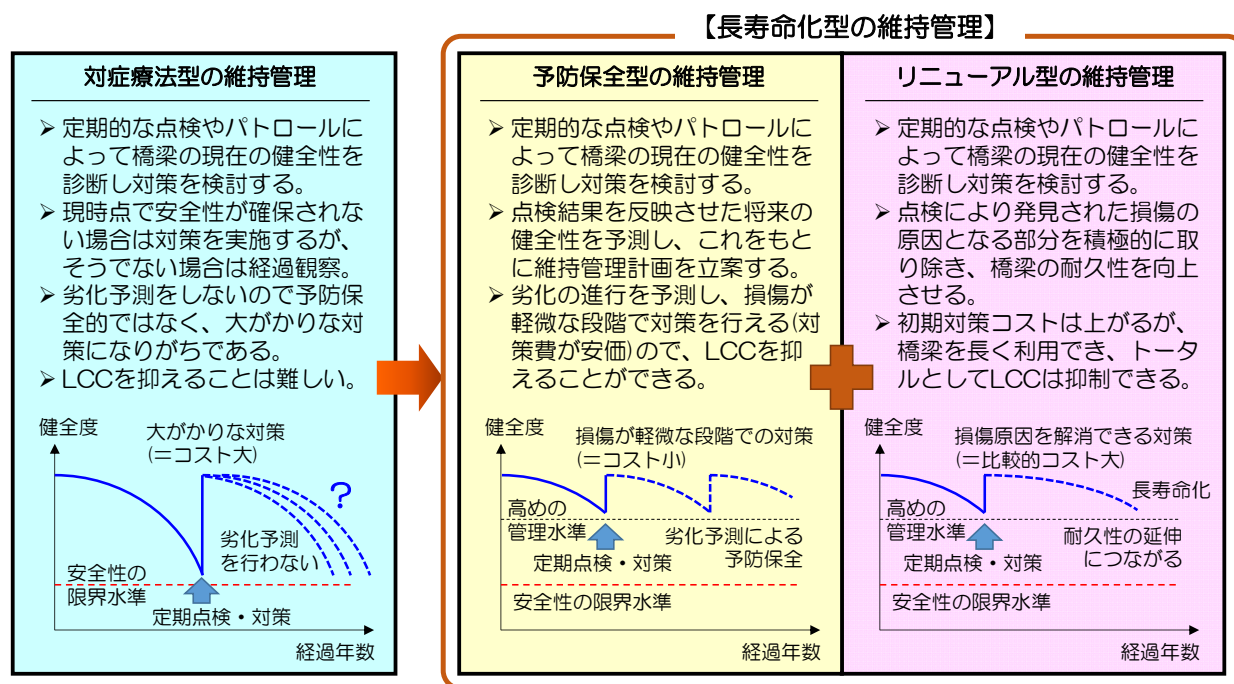 【長寿命化型の維持管理】
対症療法型の維持管理
➢ 定期的な点検やパトロールに
よって橋梁の現在の健全性を
診断し対策を検討する。
➢ 現時点で安全性が確保されな
い場合は対策を実施するが、
そうでない場合は経過観察。
➢ 劣化予測をしないので予防保
全的ではなく、大がかりな対
策になりがちである。
➢ LCCを抑えることは難しい。
健全度
大がかりな対策
(＝コスト大)
?
劣化予測
を行わない
安全性の
限界水準
定期点検・対策
経過年数
予防保全型の維持管理
➢ 定期的な点検やパトロールに
よって橋梁の現在の健全性を
診断し対策を検討する。
➢ 点検結果を反映させた将来の
健全性を予測し、これをもと
に維持管理計画を立案する。
➢ 劣化の進行を予測し、損傷が
軽微な段階で対策を行える(対
策費が安価)ので、LCCを抑
えることができる。
健全度
損傷が軽微な段階での対策
(＝コスト小)
高めの
管理水準
劣化予測による
予防保全
定期点検・対策
安全性の限界水準
経過年数
リニューアル型の維持管理
➢ 定期的な点検やパトロールに
よって橋梁の現在の健全性を
診断し対策を検討する。
➢ 点検により発見された損傷の
原因となる部分を積極的に取
り除き、橋梁の耐久性を向上
させる。
➢ 初期対策コストは上がるが、
橋梁を長く利用でき、トータ
ルとしてLCCは抑制できる。
健全度
損傷原因を解消できる対策
(＝比較的コスト大)
長寿命化
高めの
管理水準
耐久性の延伸
につながる
定期点検・対策
安全性の限界水準
経過年数